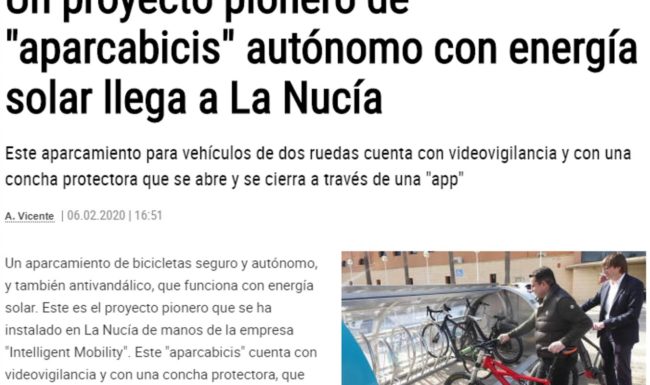 Un proyecto pionero de
"aparcabicis" autónomo con energía
solar llega a La Nucía
Este aparcamiento para vehículos de dos ruedas cuenta con videovigilancia y con una
concha protectora que se abre y se cierra a través de una "app"
A. Vicente | 06.02.2020 | 16:51
Un aparcamiento de bicicletas seguro y autónomo,
y también antivandálico, que funciona con energía
solar. Este es el proyecto pionero que se ha
instalado en La Nucía de manos de la empresa
"Intelligent Mobility". Este "aparcabicis" cuenta con
videovigilancia y con una concha protectora, que